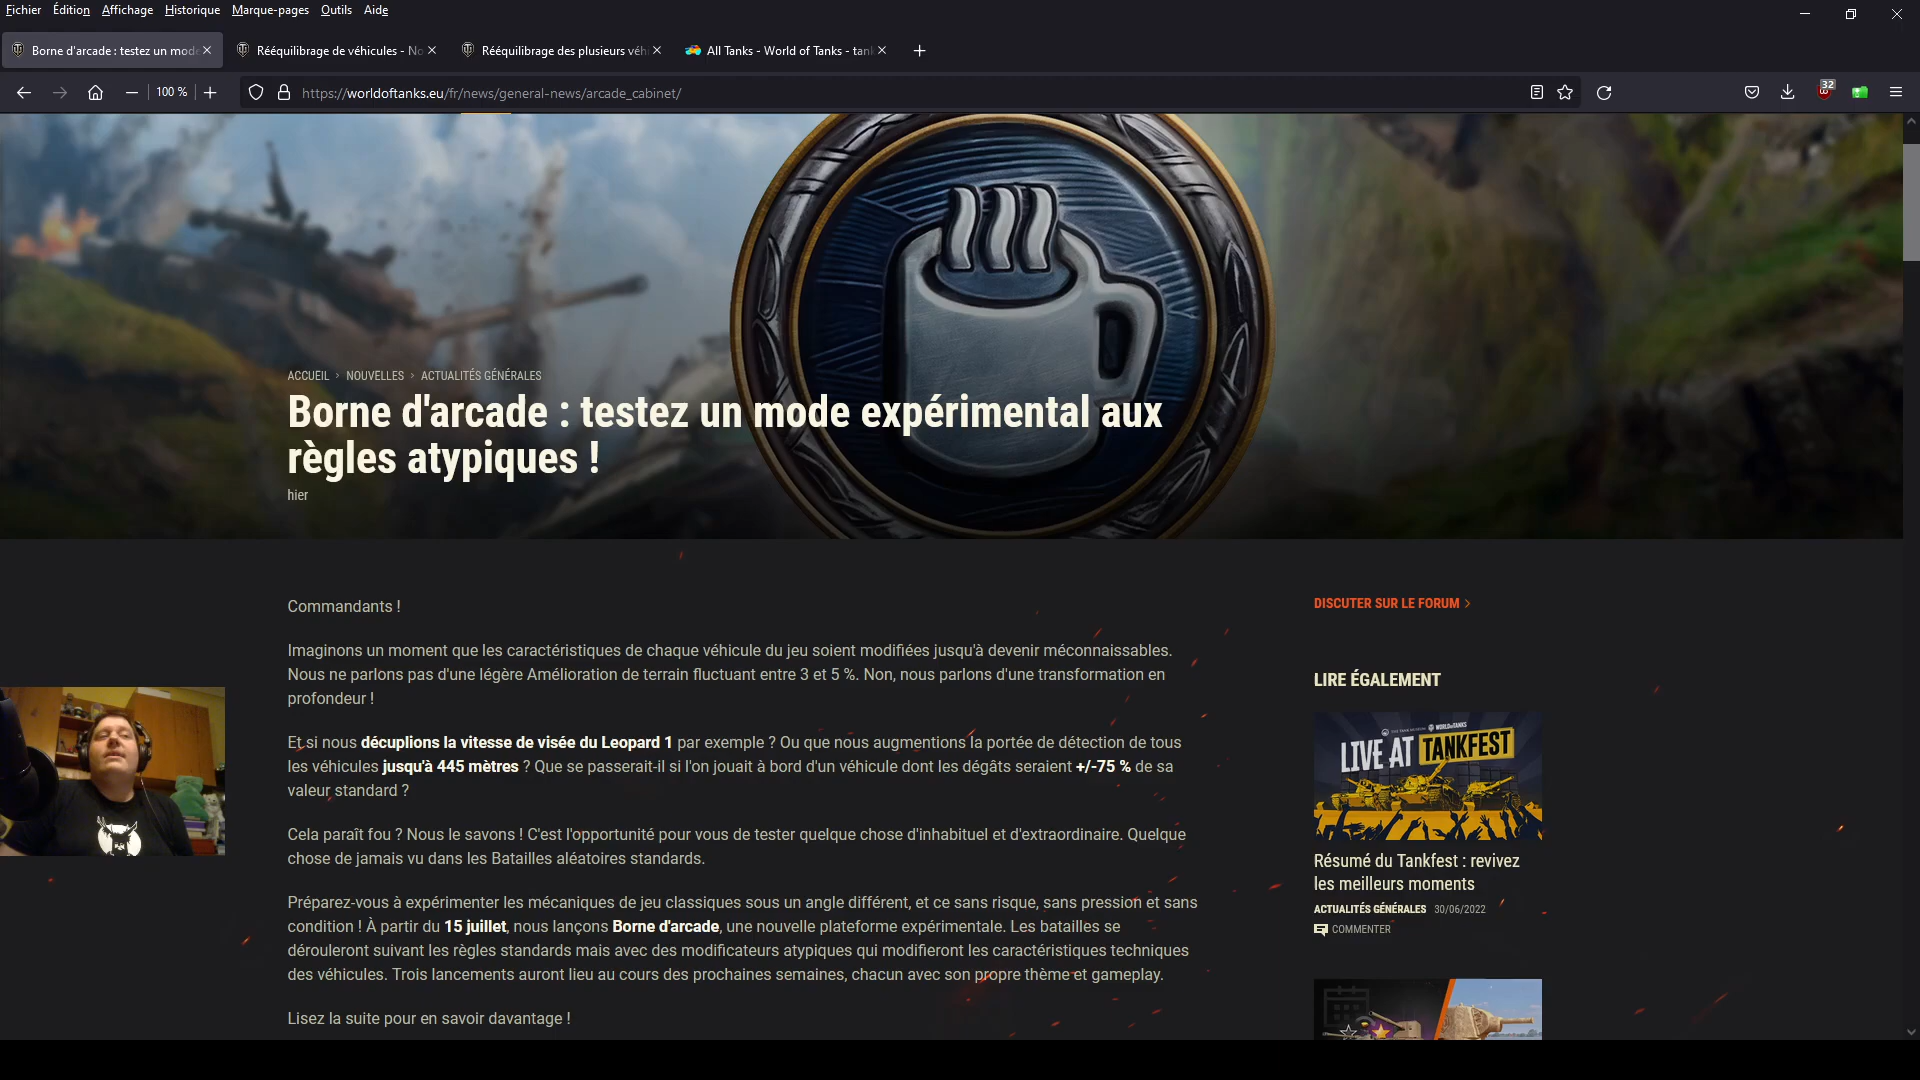 Fichier Édition Affichage Historique Marque-pages Outils Aide
Borne d'arcade : testez un mode
Rééquilibrage de véhicules - No
Rééquilibrage des plusieurs véh
All Tanks - World of Tanks - tan
100 %
https://worldoftanks.eu/fr/news/general-news/arcade_cabinet/
32
ACCUEIL › NOUVELLES › ACTUALITÉS GÉNÉRALES
Borne d'arcade : testez un mode expérimental aux
règles atypiques !
hier
Commandants !
Imaginons un moment que les caractéristiques de chaque véhicule du jeu soient modifiées jusqu'à devenir méconnaissables.
Nous ne parlons pas d'une légère Amélioration de terrain fluctuant entre 3 et 5 %. Non, nous parlons d'une transformation en
profondeur !
Et si nous décuplions la vitesse de visée du Leopard 1 par exemple ? Ou que nous augmentions la portée de détection de tous
les véhicules jusqu'à 445 mètres ? Que se passerait-il si l'on jouait à bord d'un véhicule dont les dégâts seraient +/-75 % de sa
valeur standard ?
Cela paraît fou ? Nous le savons ! C'est l'opportunité pour vous de tester quelque chose d'inhabituel et d'extraordinaire. Quelque
chose de jamais vu dans les Batailles aléatoires standards.
Préparez-vous à expérimenter les mécaniques de jeu classiques sous un angle différent, et ce sans risque, sans pression et sans
condition ! À partir du 15 juillet, nous lançons Borne d'arcade, une nouvelle plateforme expérimentale. Les batailles se
dérouleront suivant les règles standards mais avec des modificateurs atypiques qui modifieront les caractéristiques techniques
des véhicules. Trois lancements auront lieu au cours des prochaines semaines, chacun avec son propre thème et gameplay.
Lisez la suite pour en savoir davantage !
DISCUTER SUR LE FORUM ›
LIRE ÉGALEMENT
THE TANK MUSEUM WORLD OF TANKS
LIVE AT TANKFEST
Résumé du Tankfest : revivez
les meilleurs moments
ACTUALITÉS GÉNÉRALES 30/06/2022
COMMENTER